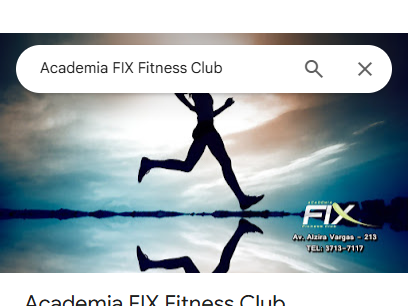 Academia FIX Fitness Club
ACADEMIA
FIX
FITNESS CLUB
Av. Alzira Vargas - 213
TEL: 3713-7117
Academia FIX Fitness Club